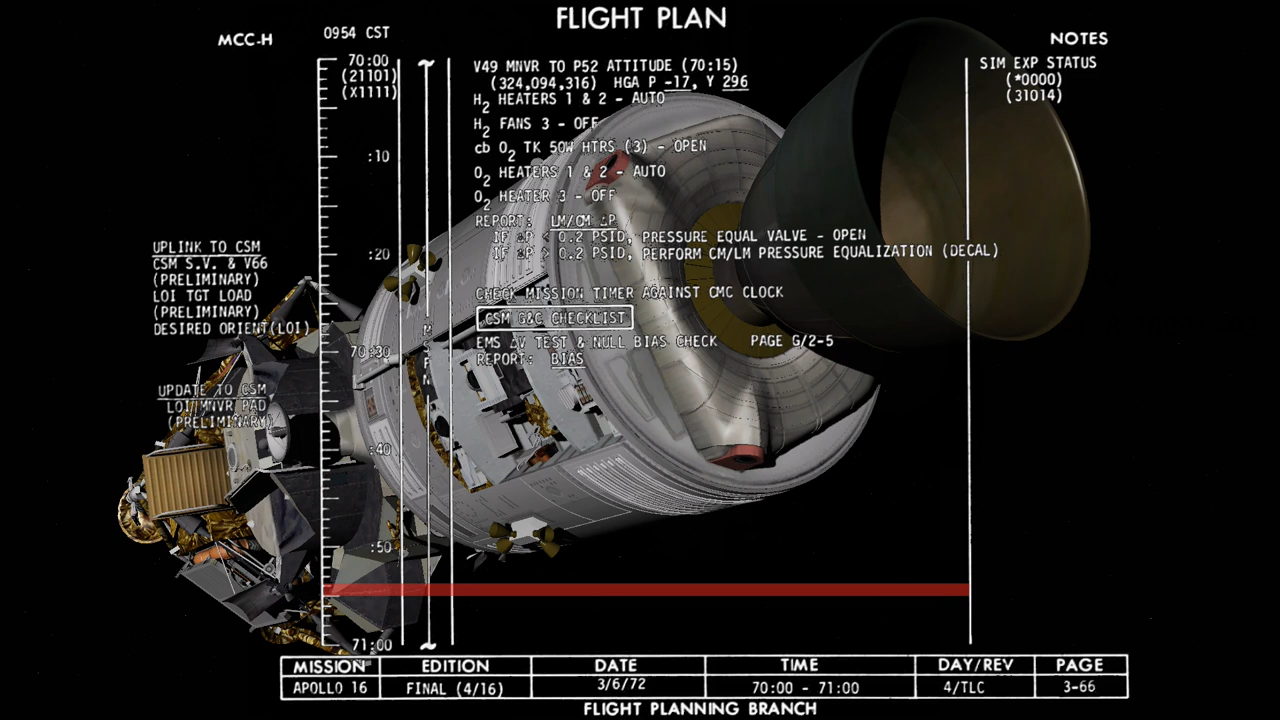 FLIGHT PLAN
MCC-H
0954 CST
NOTES
70:00
(21101)
(X1111)
:10
:20
70:30
:40
:50
71:00
UPLINK TO CSM
CSM S.V. & V66
(PRELIMINARY)
LOI TGT LOAD
(PRELIMINARY)
DESIRED ORIENT(LOI)
UPDATE TO CSM
LOI MNVR PAD
(PRELIMINARY)
V49 MNVR TO P52 ATTITUDE (70:15)
(324,094,316) HGA P -17, Y 296
H2 HEATERS 1 & 2 - AUTO
H2 FANS 3 - OFF
cb O2 TK 50W HTRS (3) - OPEN
O2 HEATERS 1 & 2 - AUTO
O2 HEATER 3 - OFF
REPORT: LM/CM ΔP
IF ΔP < 0.2 PSID, PRESSURE EQUAL VALVE - OPEN
IF ΔP > 0.2 PSID, PERFORM CM/LM PRESSURE EQUALIZATION (DECAL)
CHECK MISSION TIMER AGAINST CMC CLOCK
CSM G&C CHECKLIST
EMS ΔV TEST & NULL BIAS CHECK PAGE G/2-5
REPORT: BIAS
SIM EXP STATUS
(*0000)
(31014)
MISSION EDITION DATE TIME DAY/REV PAGE
APOLLO 16 FINAL (4/16) 3/6/72 70:00 - 71:00 4/TLC 3-66
FLIGHT PLANNING BRANCH